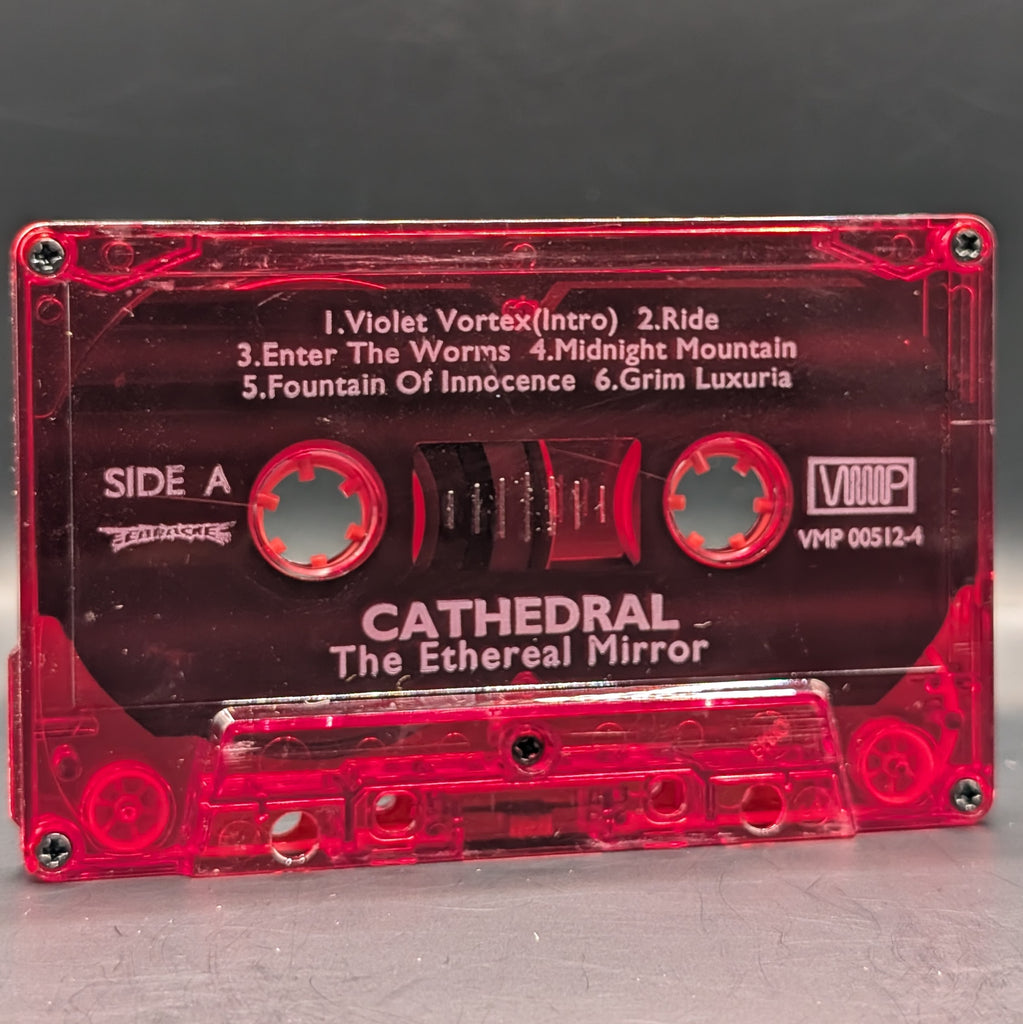 1.Violet Vortex(Intro) 2.Ride
3.Enter The Worms 4.Midnight Mountain
5.Fountain Of Innocence 6.Grim Luxuria
SIDE A
EARACHE
VMP
VMP 00512-4
CATHEDRAL
The Ethereal Mirror